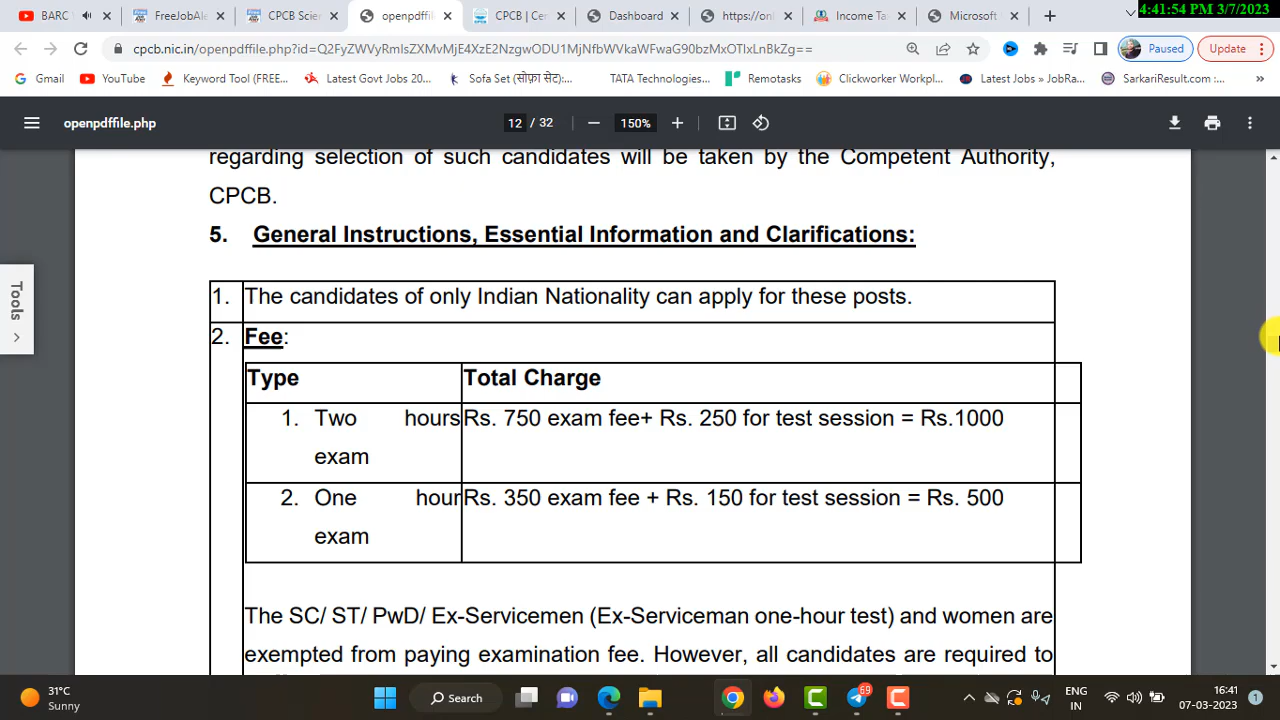 4:41:54 PM 3/7/2023
BARC
FreeJobAle
CPCB Scien
openpdffile
CPCB | Cen
Dashboard
https://onl
Income Tax
Microsoft
cpcb.nic.in/openpdffile.php?id=Q2FyZWVyRmlsZXMvMjE4XzE2NzgwODU1MjNfbWVkaWFwaG90bzMxOTIxLnBkZg==
Paused
Update
Gmail
YouTube
Keyword Tool (FREE...
Latest Govt Jobs 20...
Sofa Set (सोफ़ा सेट):...
TATA Technologies...
Remotasks
Clickworker Workpl...
Latest Jobs » JobRa...
SarkariResult.com :...
»
openpdffile.php
12 / 32
150%
regarding selection of such candidates will be taken by the Competent Authority,
CPCB.
5. General Instructions, Essential Information and Clarifications:
Tools
1. The candidates of only Indian Nationality can apply for these posts.
2. Fee:
Type Total Charge
1. Two hours Rs. 750 exam fee+ Rs. 250 for test session = Rs.1000
exam
2. One hour Rs. 350 exam fee + Rs. 150 for test session = Rs. 500
exam
The SC/ ST/ PwD/ Ex-Servicemen (Ex-Serviceman one-hour test) and women are
exempted from paying examination fee. However, all candidates are required to
31°C
Sunny
Search
69
ENG
IN
16:41
07-03-2023
1